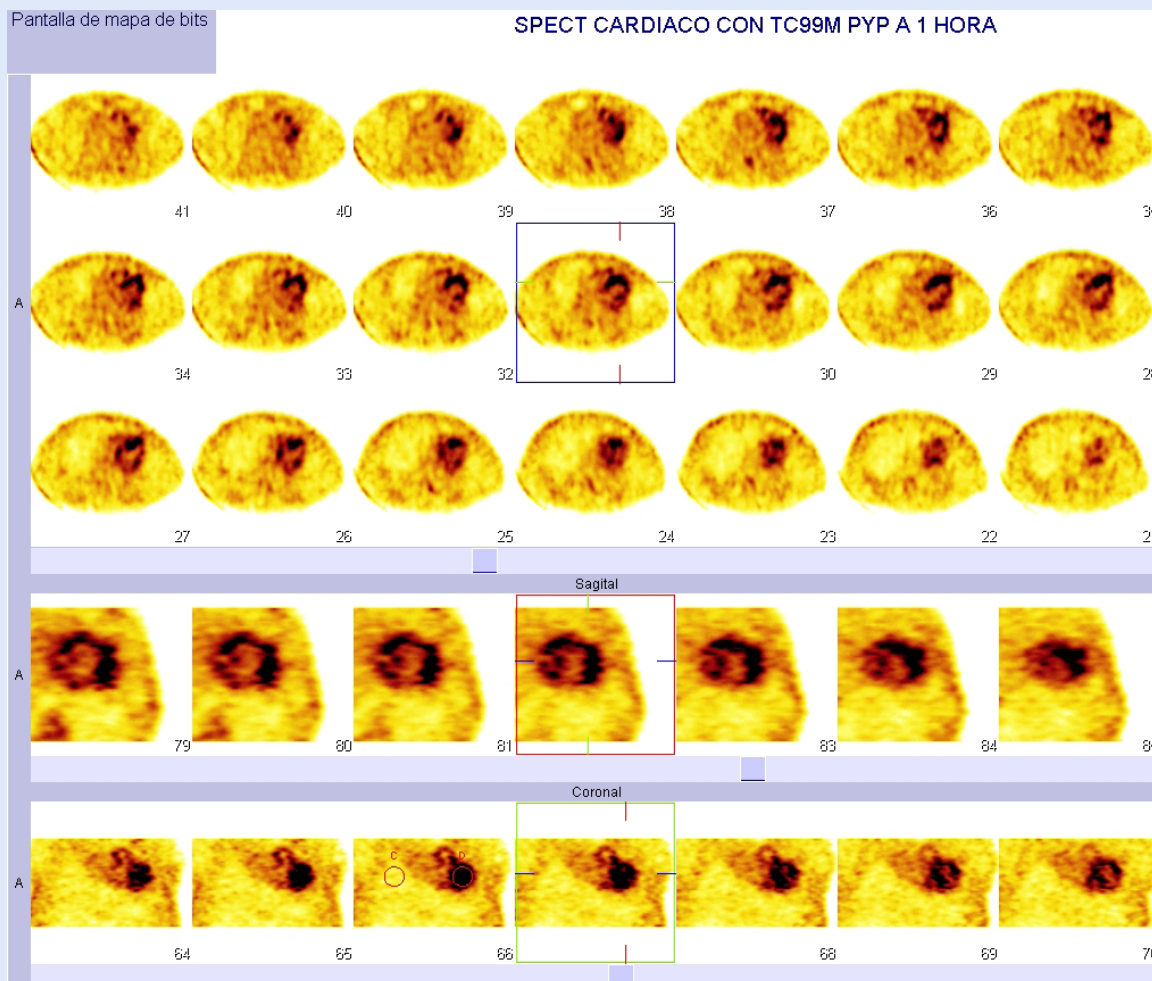 Pantalla de mapa de bits
SPECT CARDIACO CON TC99M PYP A 1 HORA
41 40 39 38 37 36
A
34 33 32 30 29
27 26 25 24 23 22
Sagital
A
79 80 81 83 84
Coronal
C D
A
64 65 66 68 69